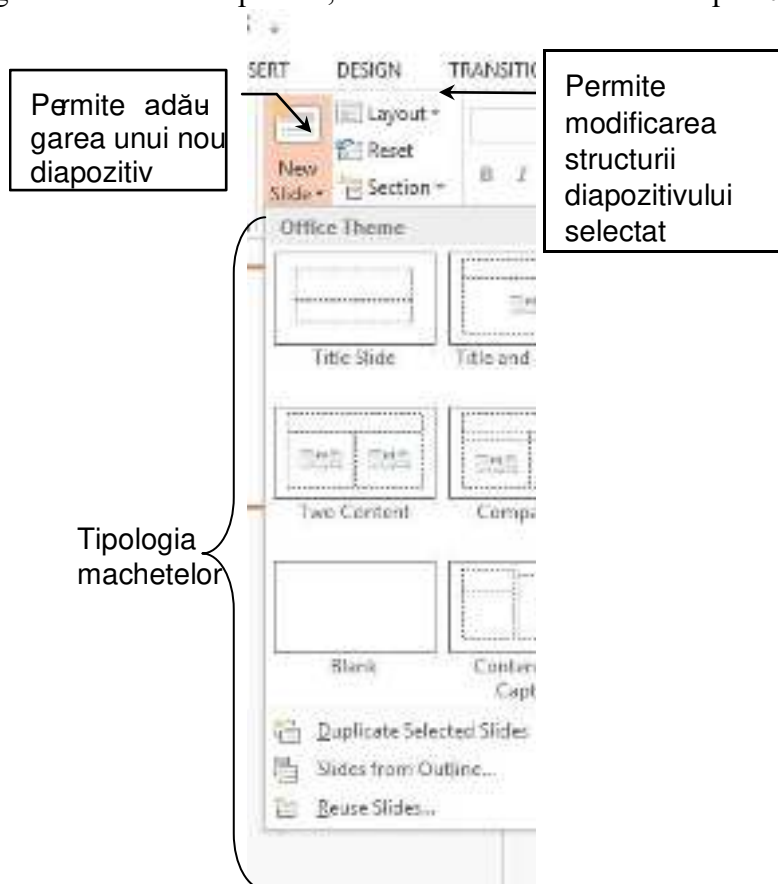 SERT DESIGN TRANSITI
Permite adău
garea unui nou
diapozitiv
Permite
modificarea
structurii
diapozitivului
selectat
Layout
Reset
Section
New
Slide
B I
Office Theme
Title Slide
Title and
Two Content
Compa
Blank
Conten
Capt
Tipologia
machetelor
Duplicate Selected Slides
Slides from Outline...
Reuse Slides...